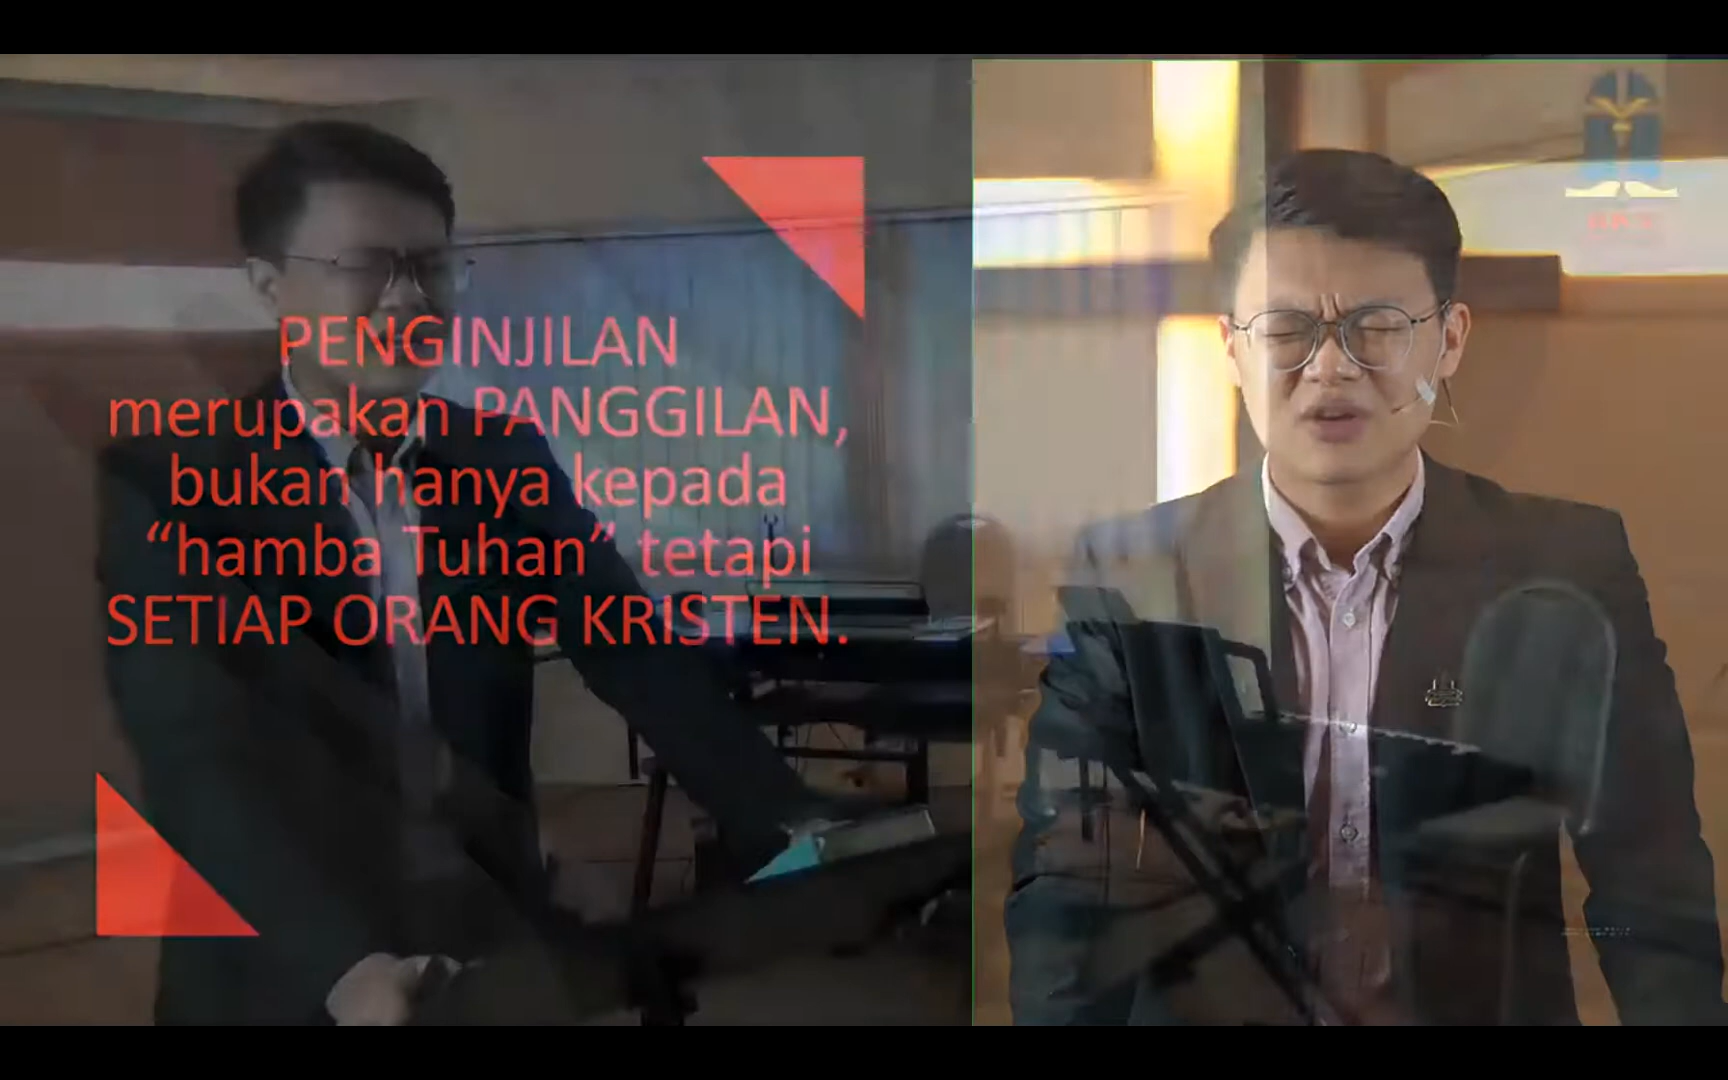 PENGINJILAN
merupakan PANGGILAN,
bukan hanya kepada
“hamba Tuhan” tetapi
SETIAP ORANG KRISTEN.